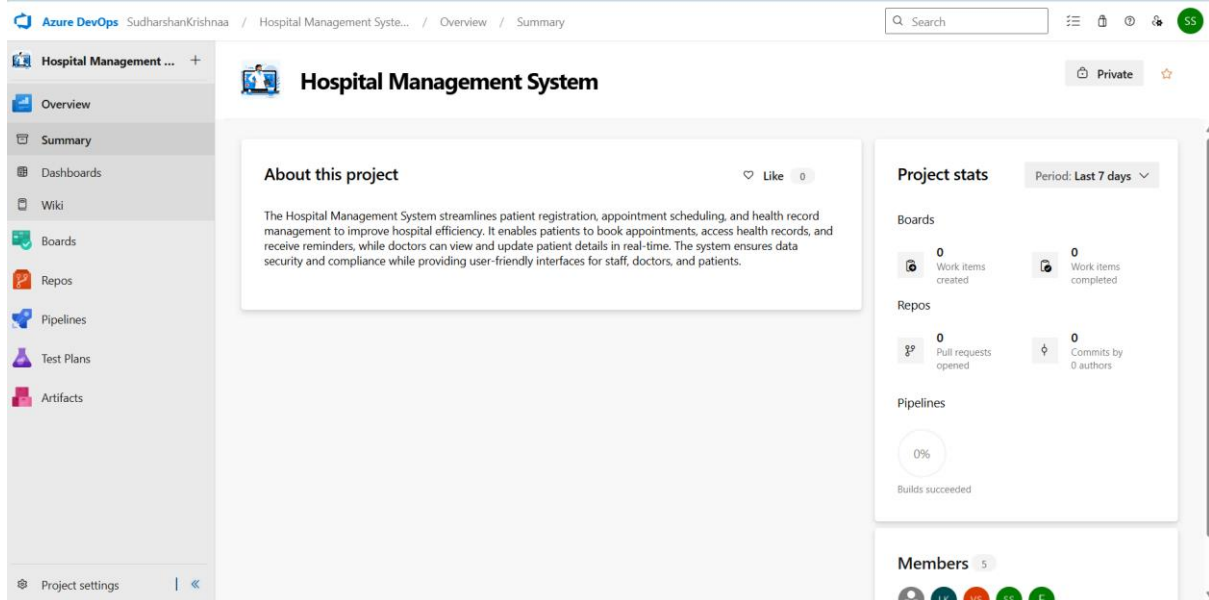 Azure DevOps SudharshanKrishnaa / Hospital Management Syste... / Overview / Summary
Search
SS
Hospital Management ... +
Overview
Summary
Dashboards
Wiki
Boards
Repos
Pipelines
Test Plans
Artifacts
Project settings
Hospital Management System
Private
About this project
Like 0
The Hospital Management System streamlines patient registration, appointment scheduling, and health record
management to improve hospital efficiency. It enables patients to book appointments, access health records, and
receive reminders, while doctors can view and update patient details in real-time. The system ensures data
security and compliance while providing user-friendly interfaces for staff, doctors, and patients.
Project stats
Period: Last 7 days
Boards
0
Work items
created
0
Work items
completed
Repos
0
Pull requests
opened
0
Commits by
0 authors
Pipelines
0%
Builds succeeded
Members 5
LK VS SS